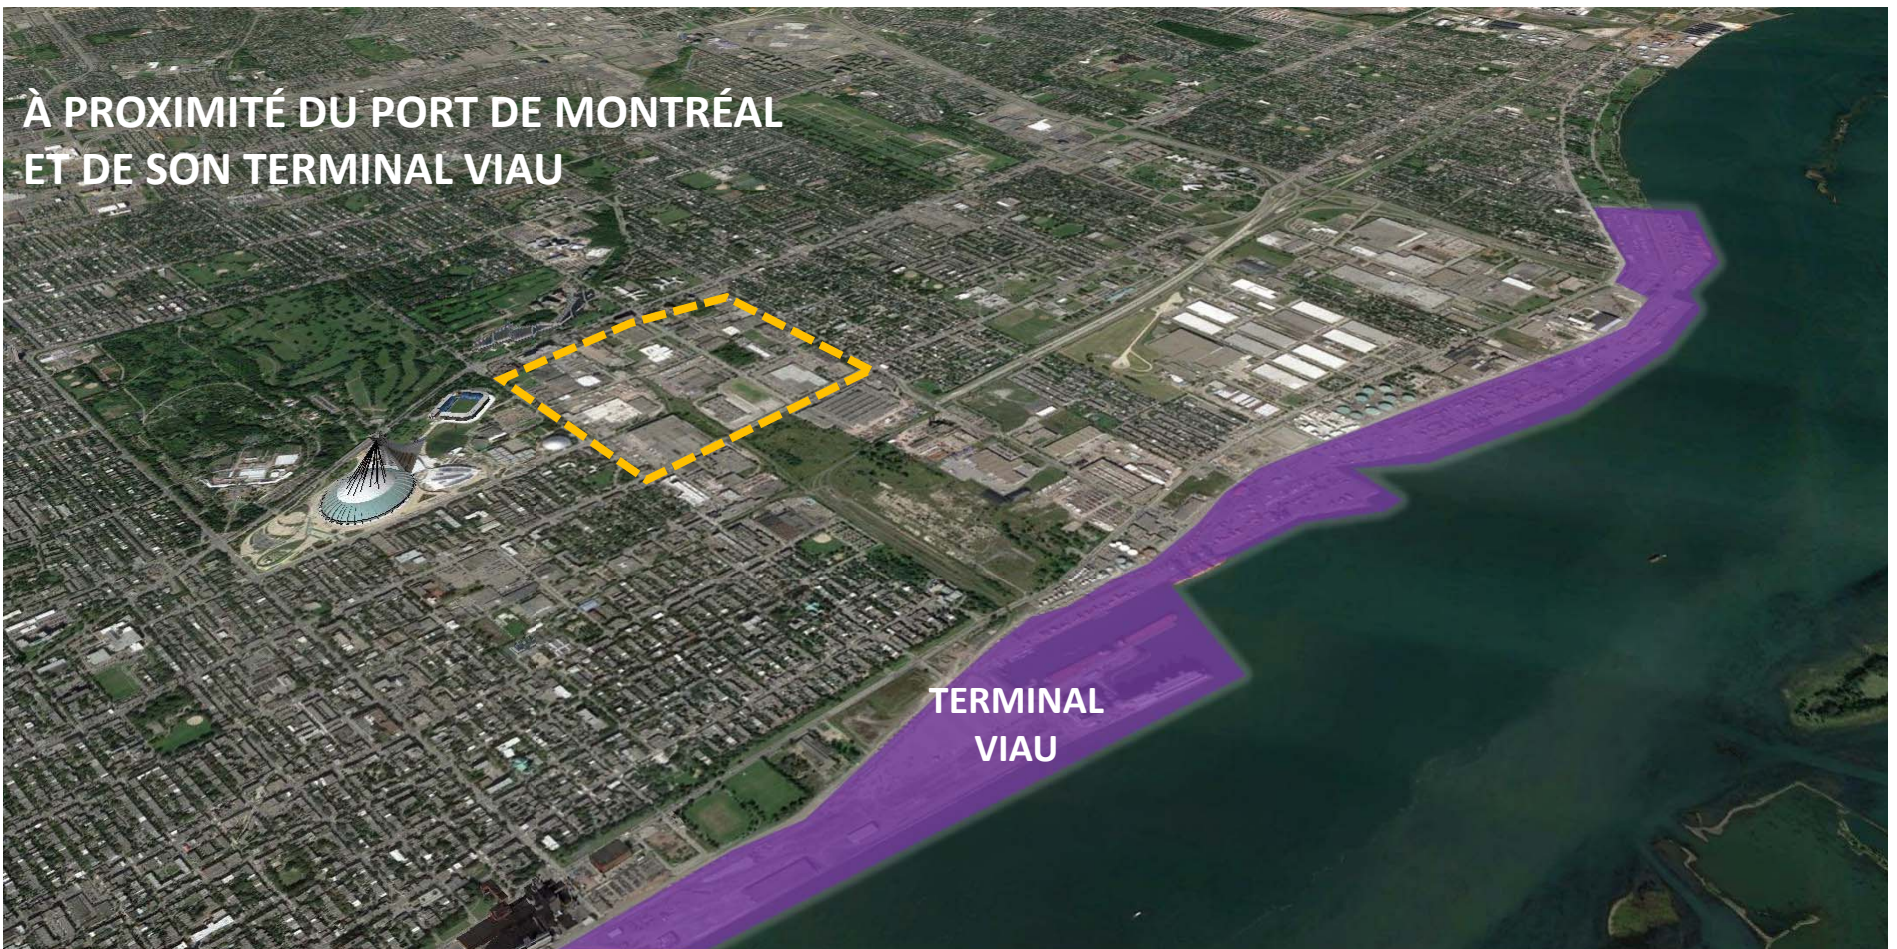 À PROXIMITÉ DU PORT DE MONTRÉAL
ET DE SON TERMINAL VIAU
TERMINAL
VIAU